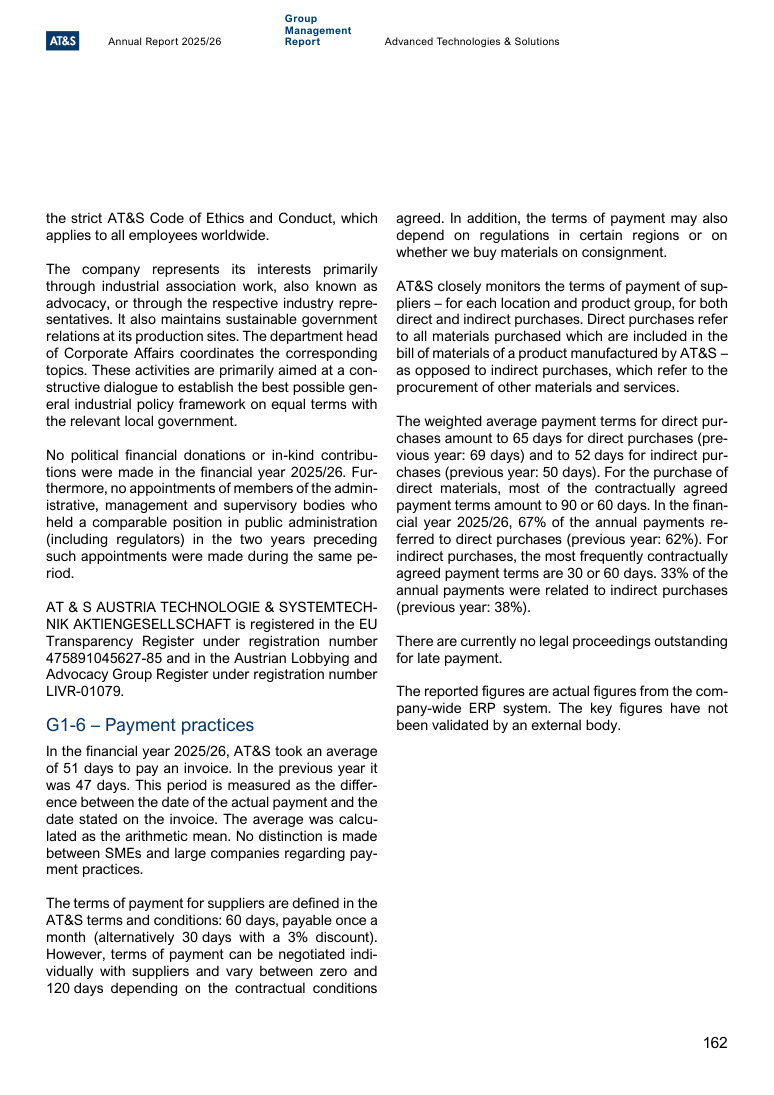 AT&S
Annual Report 2025/26
Group
Management
Report
Advanced Technologies & Solutions
the strict AT&S Code of Ethics and Conduct, which
applies to all employees worldwide.
The company represents its interests primarily
through industrial association work, also known as
advocacy, or through the respective industry repre-
sentatives. It also maintains sustainable government
relations at its production sites. The department head
of Corporate Affairs coordinates the corresponding
topics. These activities are primarily aimed at a con-
structive dialogue to establish the best possible gen-
eral industrial policy framework on equal terms with
the relevant local government.
No political financial donations or in-kind contribu-
tions were made in the financial year 2025/26. Fur-
thermore, no appointments of members of the admin-
istrative, management and supervisory bodies who
held a comparable position in public administration
(including regulators) in the two years preceding
such appointments were made during the same pe-
riod.
AT & S AUSTRIA TECHNOLOGIE & SYSTEMTECH-
NIK AKTIENGESELLSCHAFT is registered in the EU
Transparency Register under registration number
475891045627-85 and in the Austrian Lobbying and
Advocacy Group Register under registration number
LIVR-01079.
G1-6 – Payment practices
In the financial year 2025/26, AT&S took an average
of 51 days to pay an invoice. In the previous year it
was 47 days. This period is measured as the differ-
ence between the date of the actual payment and the
date stated on the invoice. The average was calcu-
lated as the arithmetic mean. No distinction is made
between SMEs and large companies regarding pay-
ment practices.
The terms of payment for suppliers are defined in the
AT&S terms and conditions: 60 days, payable once a
month (alternatively 30 days with a 3% discount).
However, terms of payment can be negotiated indi-
vidually with suppliers and vary between zero and
120 days depending on the contractual conditions
agreed. In addition, the terms of payment may also
depend on regulations in certain regions or on
whether we buy materials on consignment.
AT&S closely monitors the terms of payment of sup-
pliers – for each location and product group, for both
direct and indirect purchases. Direct purchases refer
to all materials purchased which are included in the
bill of materials of a product manufactured by AT&S –
as opposed to indirect purchases, which refer to the
procurement of other materials and services.
The weighted average payment terms for direct pur-
chases amount to 65 days for direct purchases (pre-
vious year: 69 days) and to 52 days for indirect pur-
chases (previous year: 50 days). For the purchase of
direct materials, most of the contractually agreed
payment terms amount to 90 or 60 days. In the finan-
cial year 2025/26, 67% of the annual payments re-
ferred to direct purchases (previous year: 62%). For
indirect purchases, the most frequently contractually
agreed payment terms are 30 or 60 days. 33% of the
annual payments were related to indirect purchases
(previous year: 38%).
There are currently no legal proceedings outstanding
for late payment.
The reported figures are actual figures from the com-
pany-wide ERP system. The key figures have not
been validated by an external body.
162